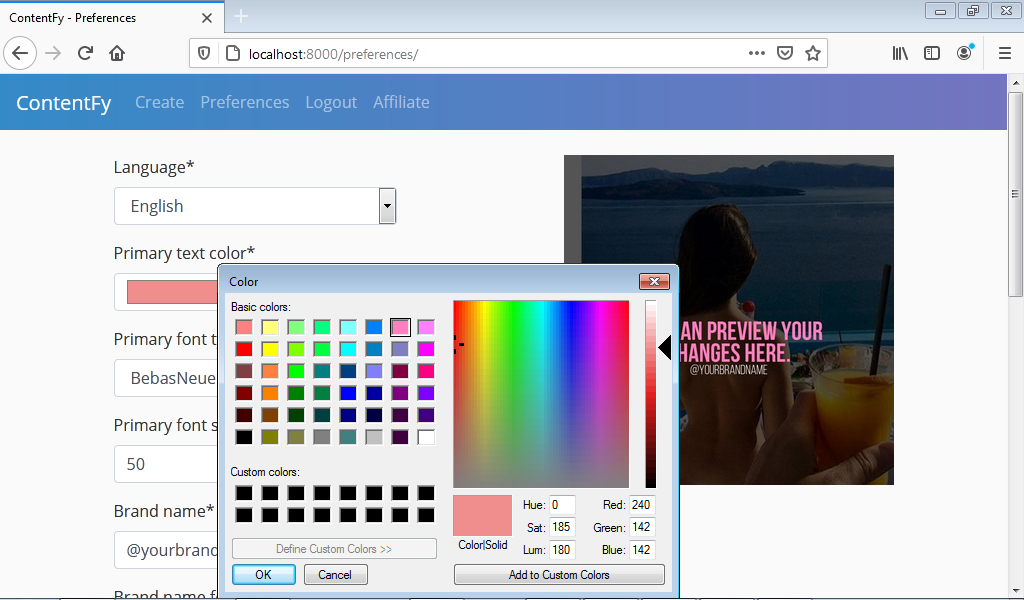 ContentFy - Preferences
localhost:8000/preferences/
ContentFy Create Preferences Logout Affiliate
Language*
English
Primary text color*
Primary font t
BebasNeue
Primary font s
50
Brand name*
@yourbrand
Color
Basic colors:
Custom colors:
Define Custom Colors >>
OK Cancel
Color|Solid
Hue: 0 Red: 240
Sat: 185 Green: 142
Lum: 180 Blue: 142
Add to Custom Colors
AN PREVIEW YOUR
HANGES HERE.
@YOURBRANDNAME